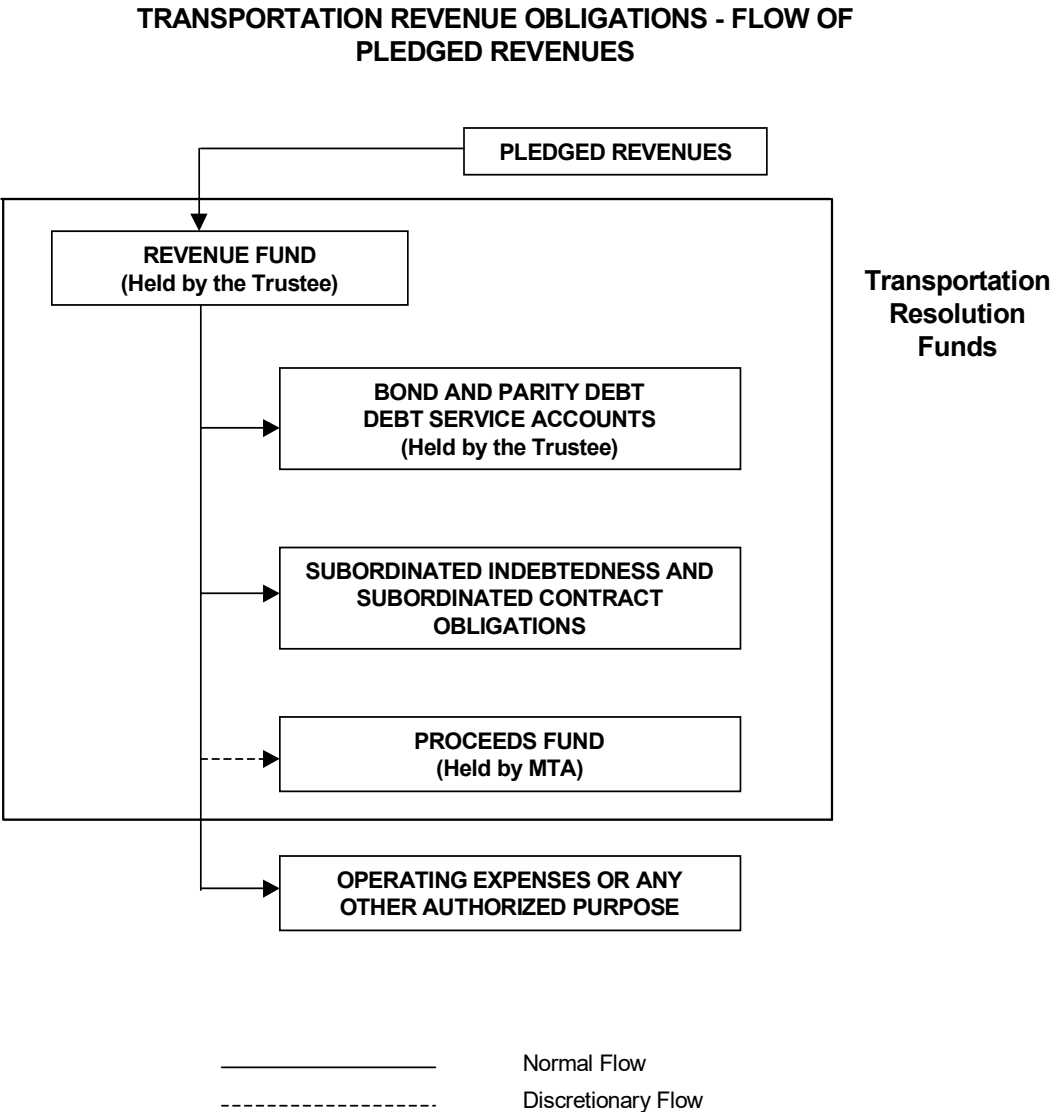 TRANSPORTATION REVENUE OBLIGATIONS - FLOW OF
PLEDGED REVENUES
PLEDGED REVENUES
REVENUE FUND
(Held by the Trustee)
Transportation
Resolution
Funds
BOND AND PARITY DEBT
DEBT SERVICE ACCOUNTS
(Held by the Trustee)
SUBORDINATED INDEBTEDNESS AND
SUBORDINATED CONTRACT
OBLIGATIONS
PROCEEDS FUND
(Held by MTA)
OPERATING EXPENSES OR ANY
OTHER AUTHORIZED PURPOSE
Normal Flow
Discretionary Flow